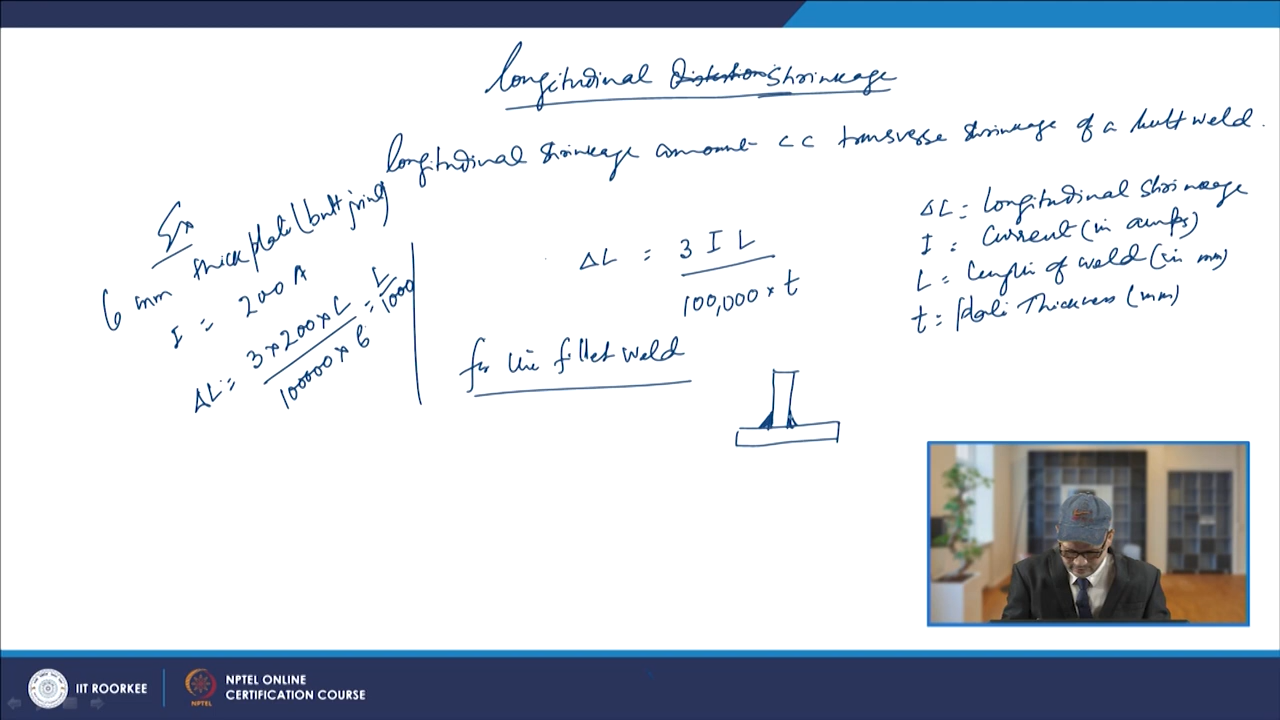 Longitudinal Distortion Shrinkage
longitudinal shrinkage amount << transverse shrinkage of a butt weld.
Ex
6 mm thick plate (butt joint)
I = 200 A
ΔL = 3 × 200 × L / 100000 × 6 = L / 1000
ΔL = 3 I L / 100,000 × t
ΔL = Longitudinal Shrinkage
I = Current (in amps)
L = Length of weld (in mm)
t = plate Thickness (mm)
for the fillet weld
IIT ROORKEE
NPTEL ONLINE
CERTIFICATION COURSE
NPTEL